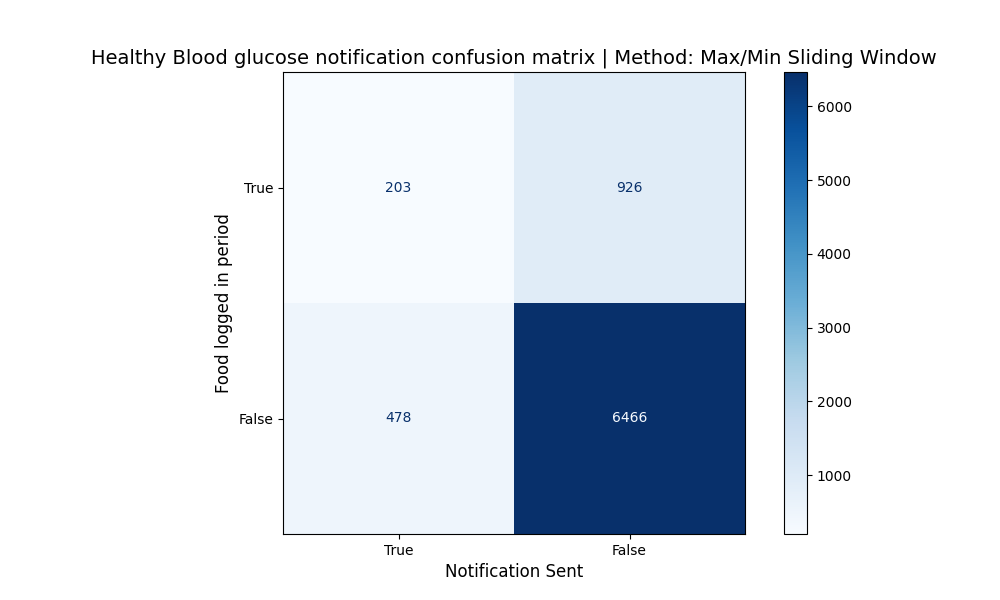 Healthy Blood glucose notification confusion matrix | Method: Max/Min Sliding Window
6000
5000
True
203
926
4000
Food logged in period
3000
2000
False
478
6466
1000
True
False
Notification Sent